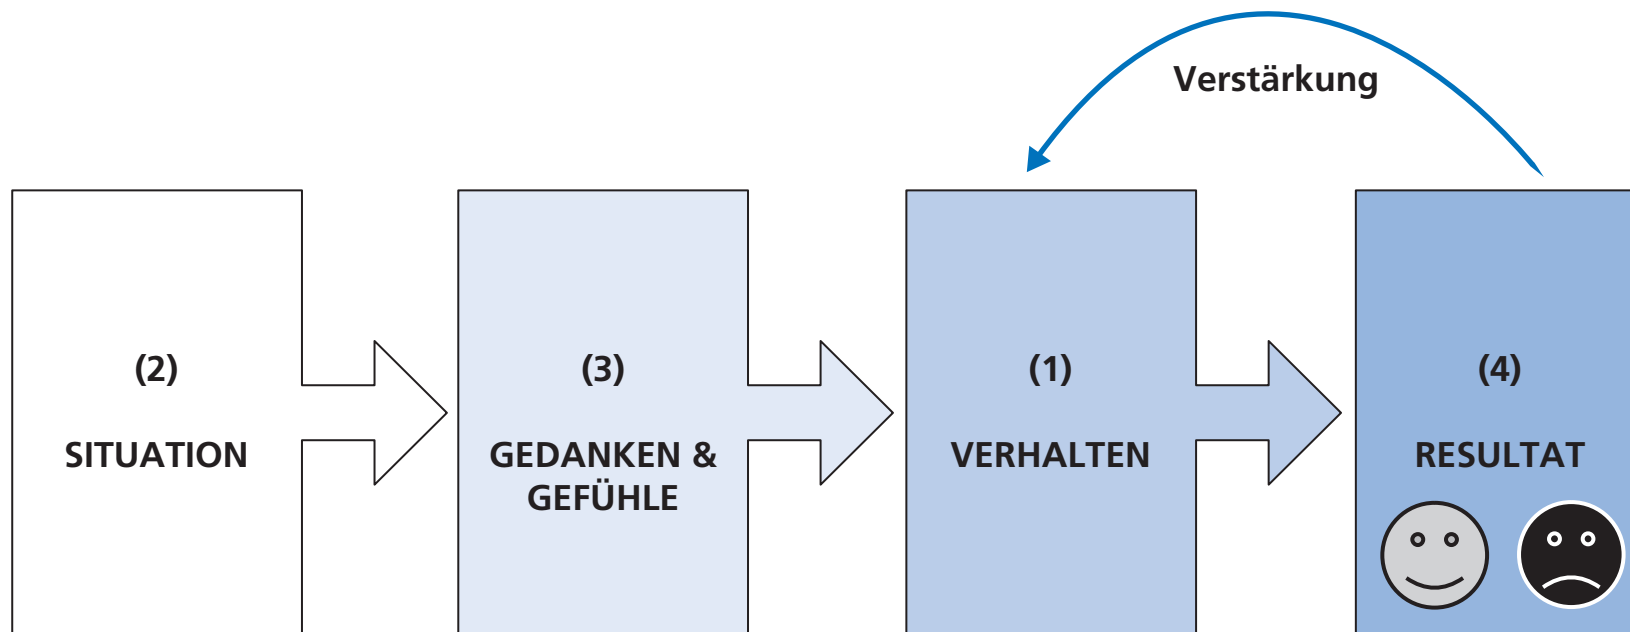 Verstärkung
(2)
SITUATION
(3)
GEDANKEN &
GEFÜHLE
(1)
VERHALTEN
(4)
RESULTAT